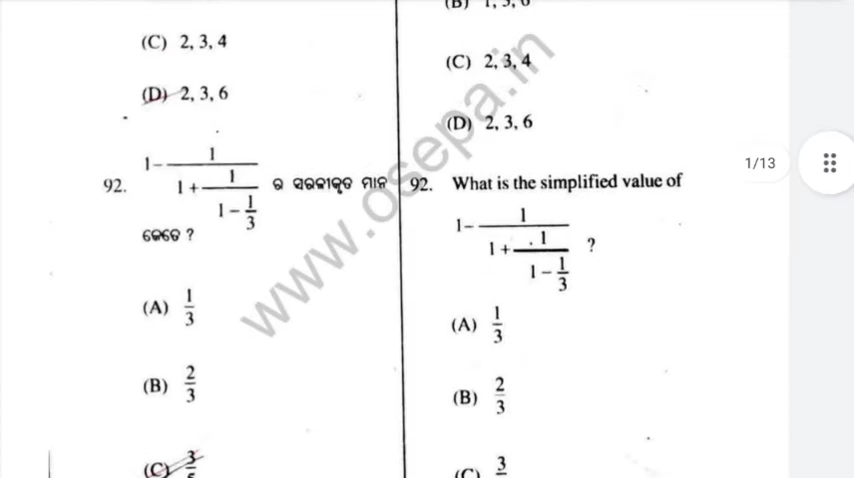 (C) 2, 3, 4
(D) 2, 3, 6
92. 1 - 1 / (1 + 1 / (1 - 1/3)) ର ସରଳୀକୃତ ମାନ
କେତେ ?
(A) 1/3
(B) 2/3
(C) 3
(C) 2, 3, 4
(D) 2, 3, 6
92. What is the simplified value of
1 - 1 / (1 + 1 / (1 - 1/3)) ?
(A) 1/3
(B) 2/3
(C) 3
www.osepa.in
1/13